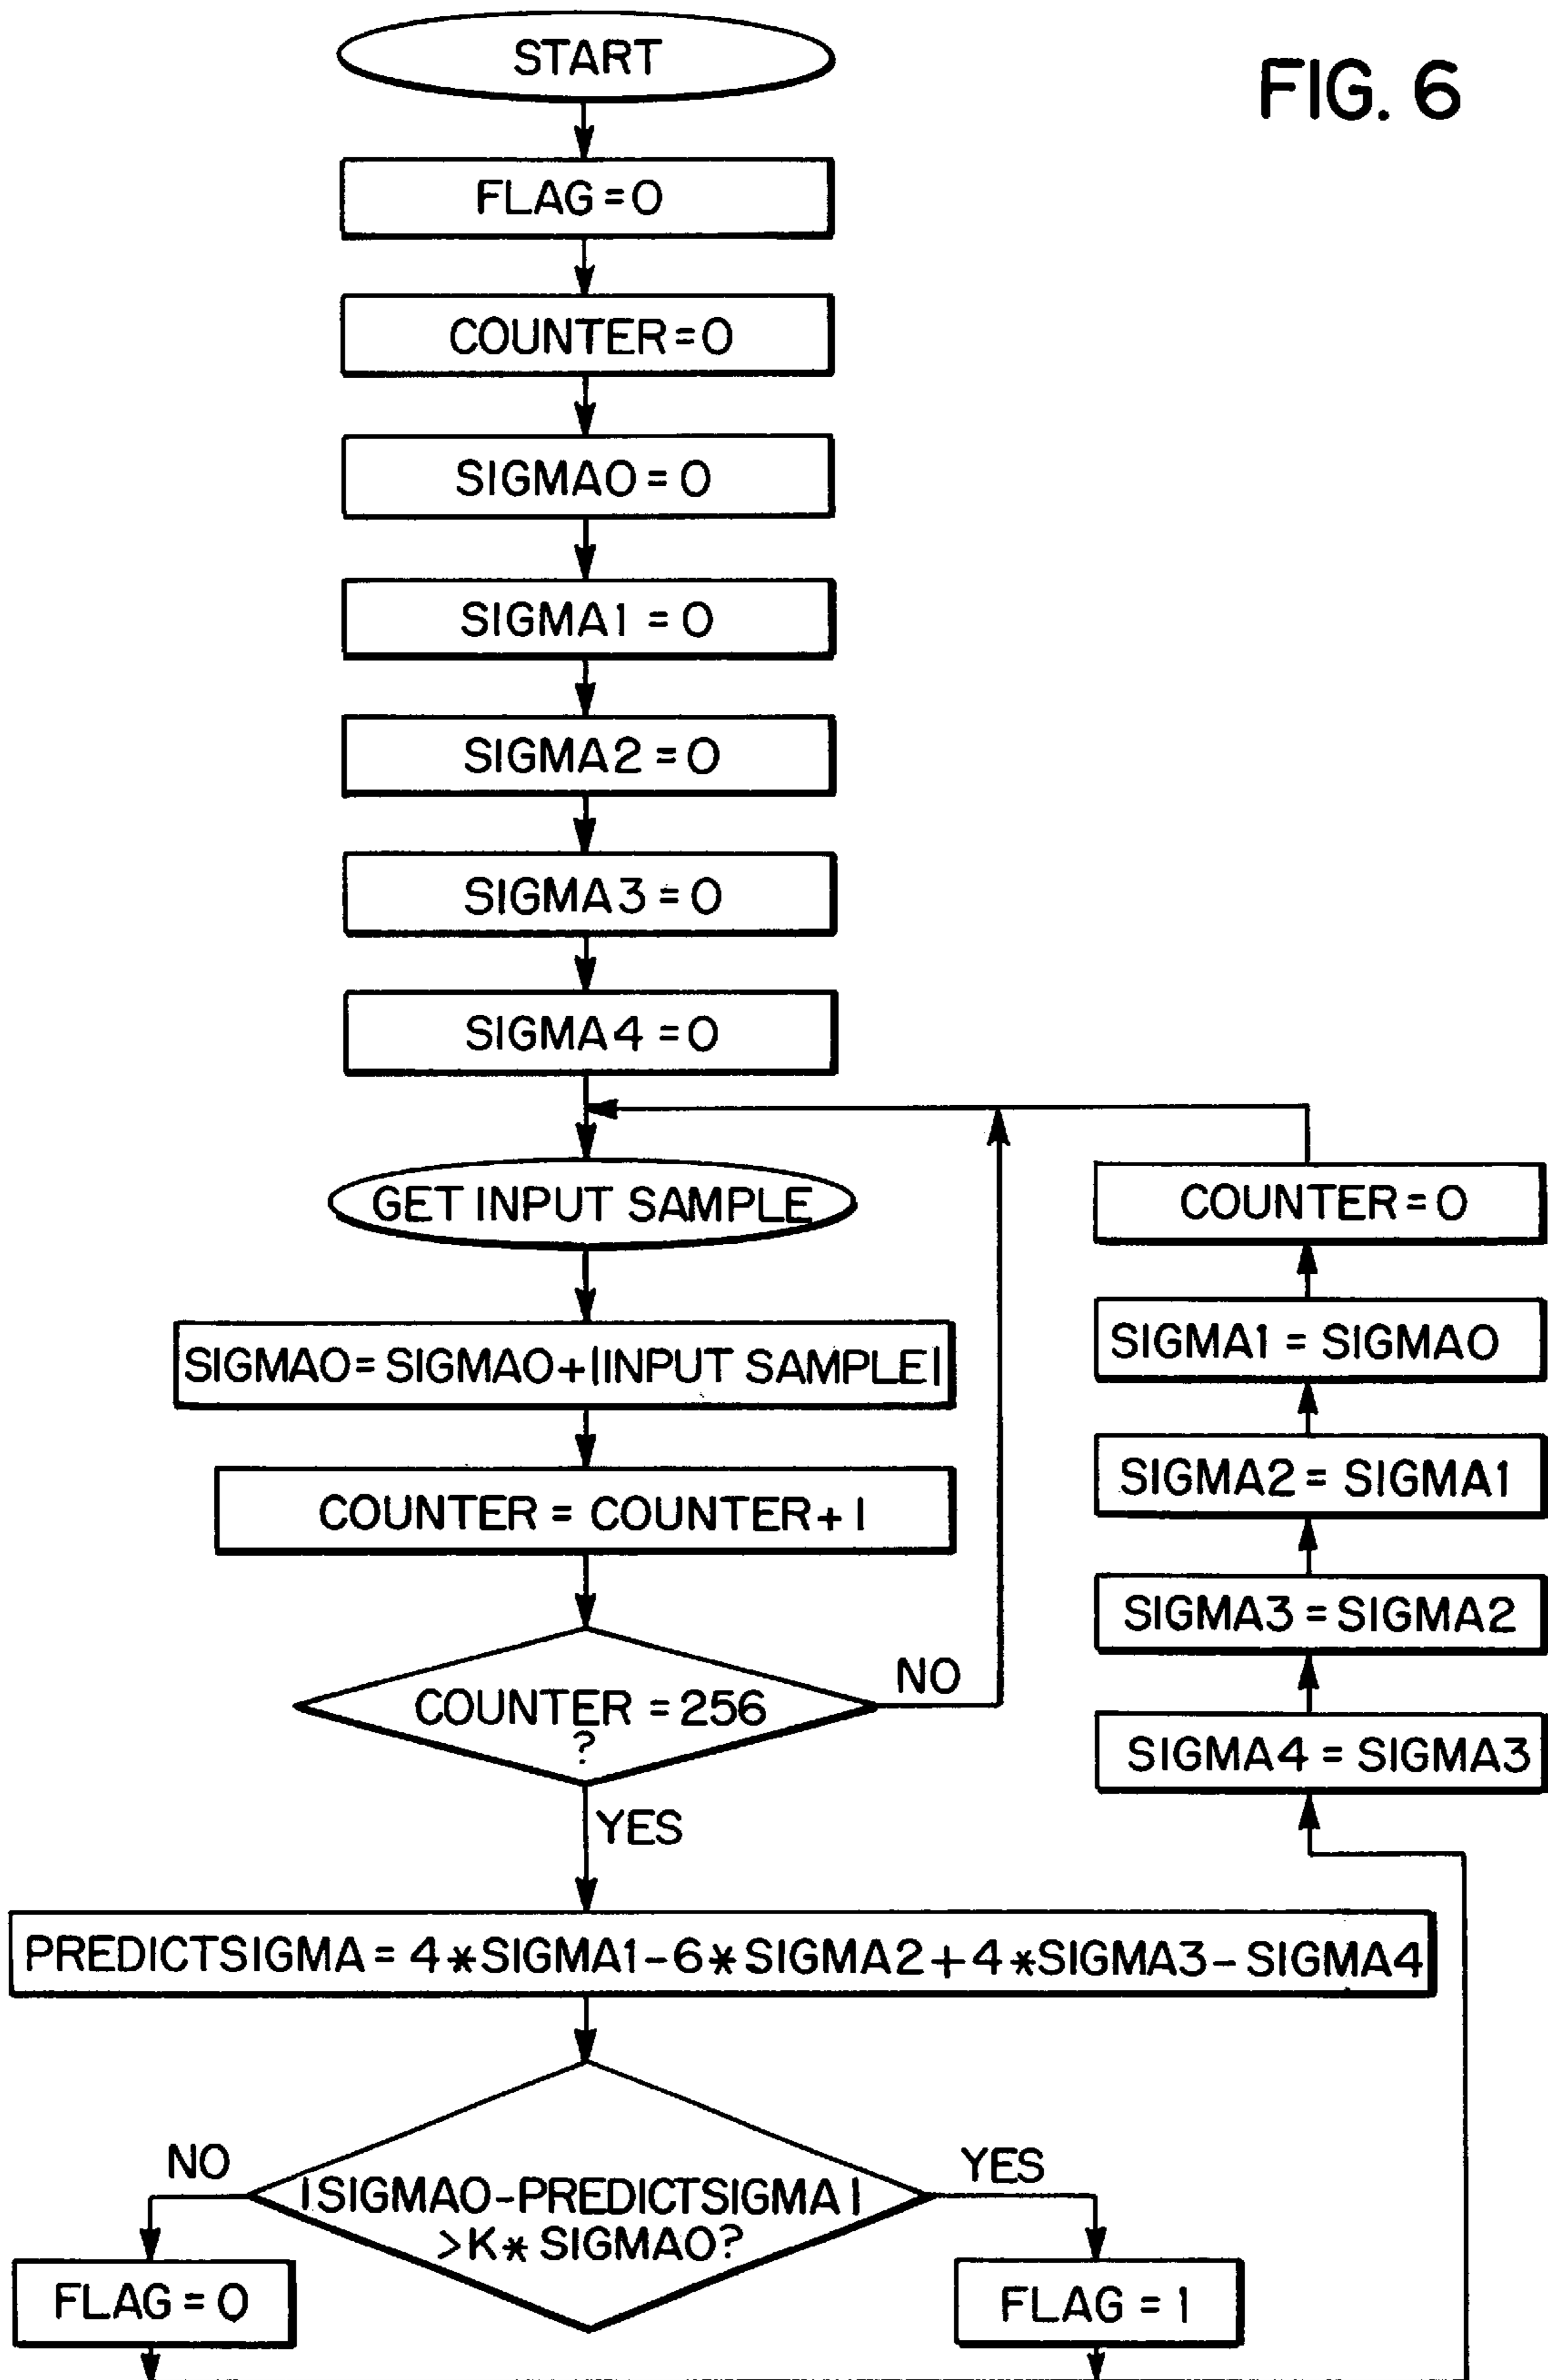 FIG. 6
START
FLAG = 0
COUNTER = 0
SIGMA0 = 0
SIGMA1 = 0
SIGMA2 = 0
SIGMA3 = 0
SIGMA4 = 0
GET INPUT SAMPLE
SIGMA0 = SIGMA0 + |INPUT SAMPLE|
COUNTER = COUNTER + 1
COUNTER = 256
?
NO
YES
PREDICTSIGMA = 4 * SIGMA1 - 6 * SIGMA2 + 4 * SIGMA3 - SIGMA4
|SIGMA0 - PREDICTSIGMA|
> K * SIGMA0?
NO
YES
FLAG = 0
FLAG = 1
COUNTER = 0
SIGMA1 = SIGMA0
SIGMA2 = SIGMA1
SIGMA3 = SIGMA2
SIGMA4 = SIGMA3